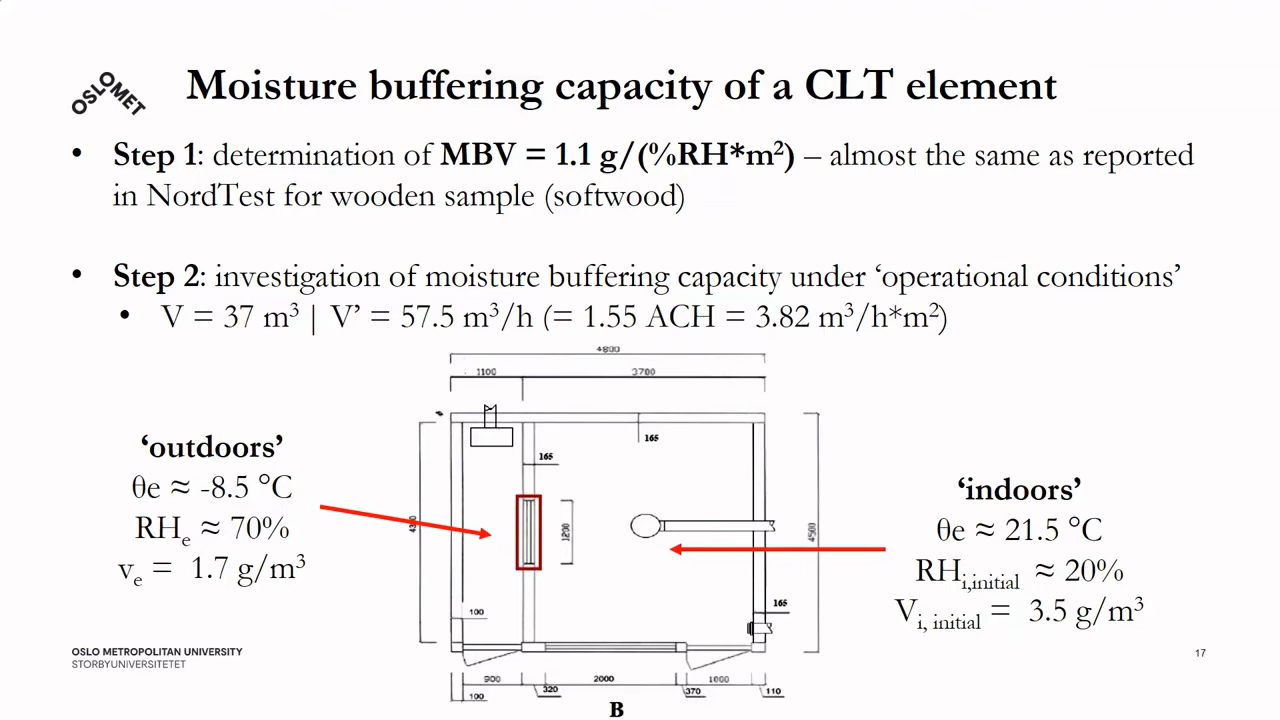 OSLOMET
Moisture buffering capacity of a CLT element
• Step 1: determination of MBV = 1.1 g/(%RH*m²) – almost the same as reported
in NordTest for wooden sample (softwood)
• Step 2: investigation of moisture buffering capacity under ‘operational conditions’
• V = 37 m³ | V’ = 57.5 m³/h (= 1.55 ACH = 3.82 m³/h*m²)
4800
1100
3700
165
165
‘outdoors’
θe ≈ -8.5 °C
RHe ≈ 70%
ve = 1.7 g/m³
1200
4500
‘indoors’
θe ≈ 21.5 °C
RHi,initial ≈ 20%
Vi, initial = 3.5 g/m³
100
165
900
2000
1000
100
320
370
110
B
OSLO METROPOLITAN UNIVERSITY
STORBYUNIVERSITETET
17